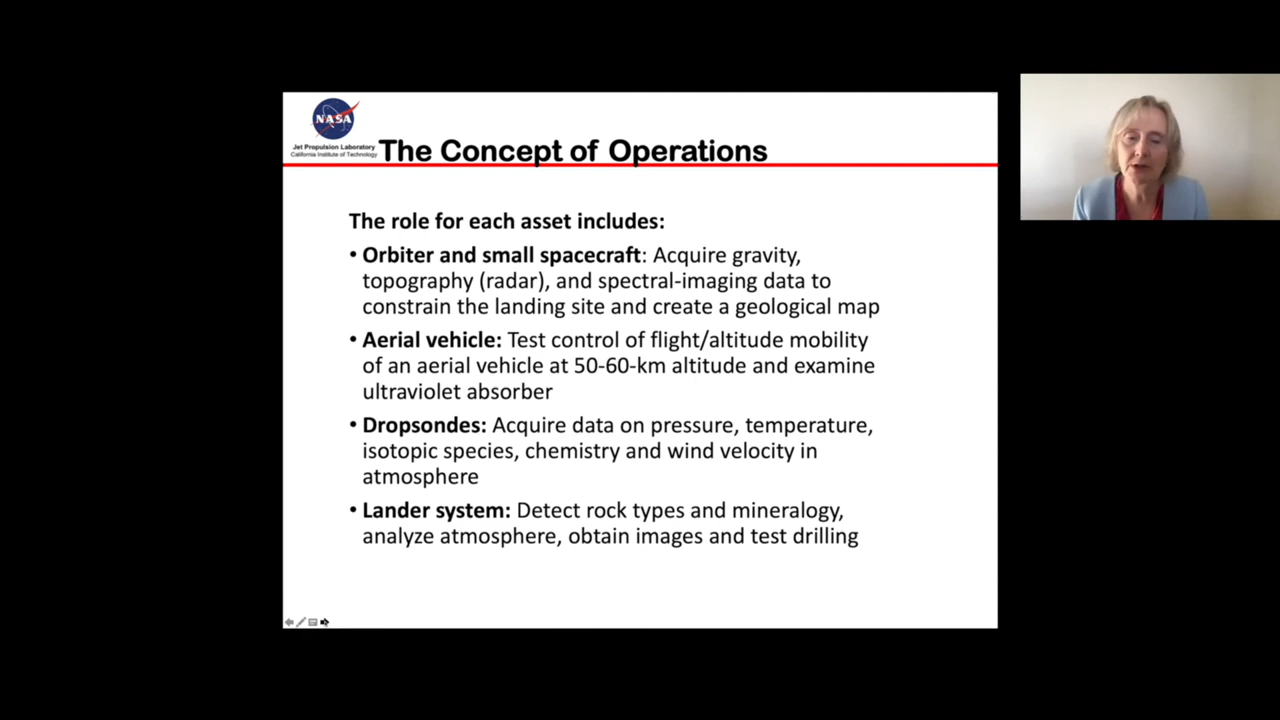 NASA
Jet Propulsion Laboratory
California Institute of Technology
The Concept of Operations
The role for each asset includes:
• Orbiter and small spacecraft: Acquire gravity,
topography (radar), and spectral-imaging data to
constrain the landing site and create a geological map
• Aerial vehicle: Test control of flight/altitude mobility
of an aerial vehicle at 50-60-km altitude and examine
ultraviolet absorber
• Dropsondes: Acquire data on pressure, temperature,
isotopic species, chemistry and wind velocity in
atmosphere
• Lander system: Detect rock types and mineralogy,
analyze atmosphere, obtain images and test drilling